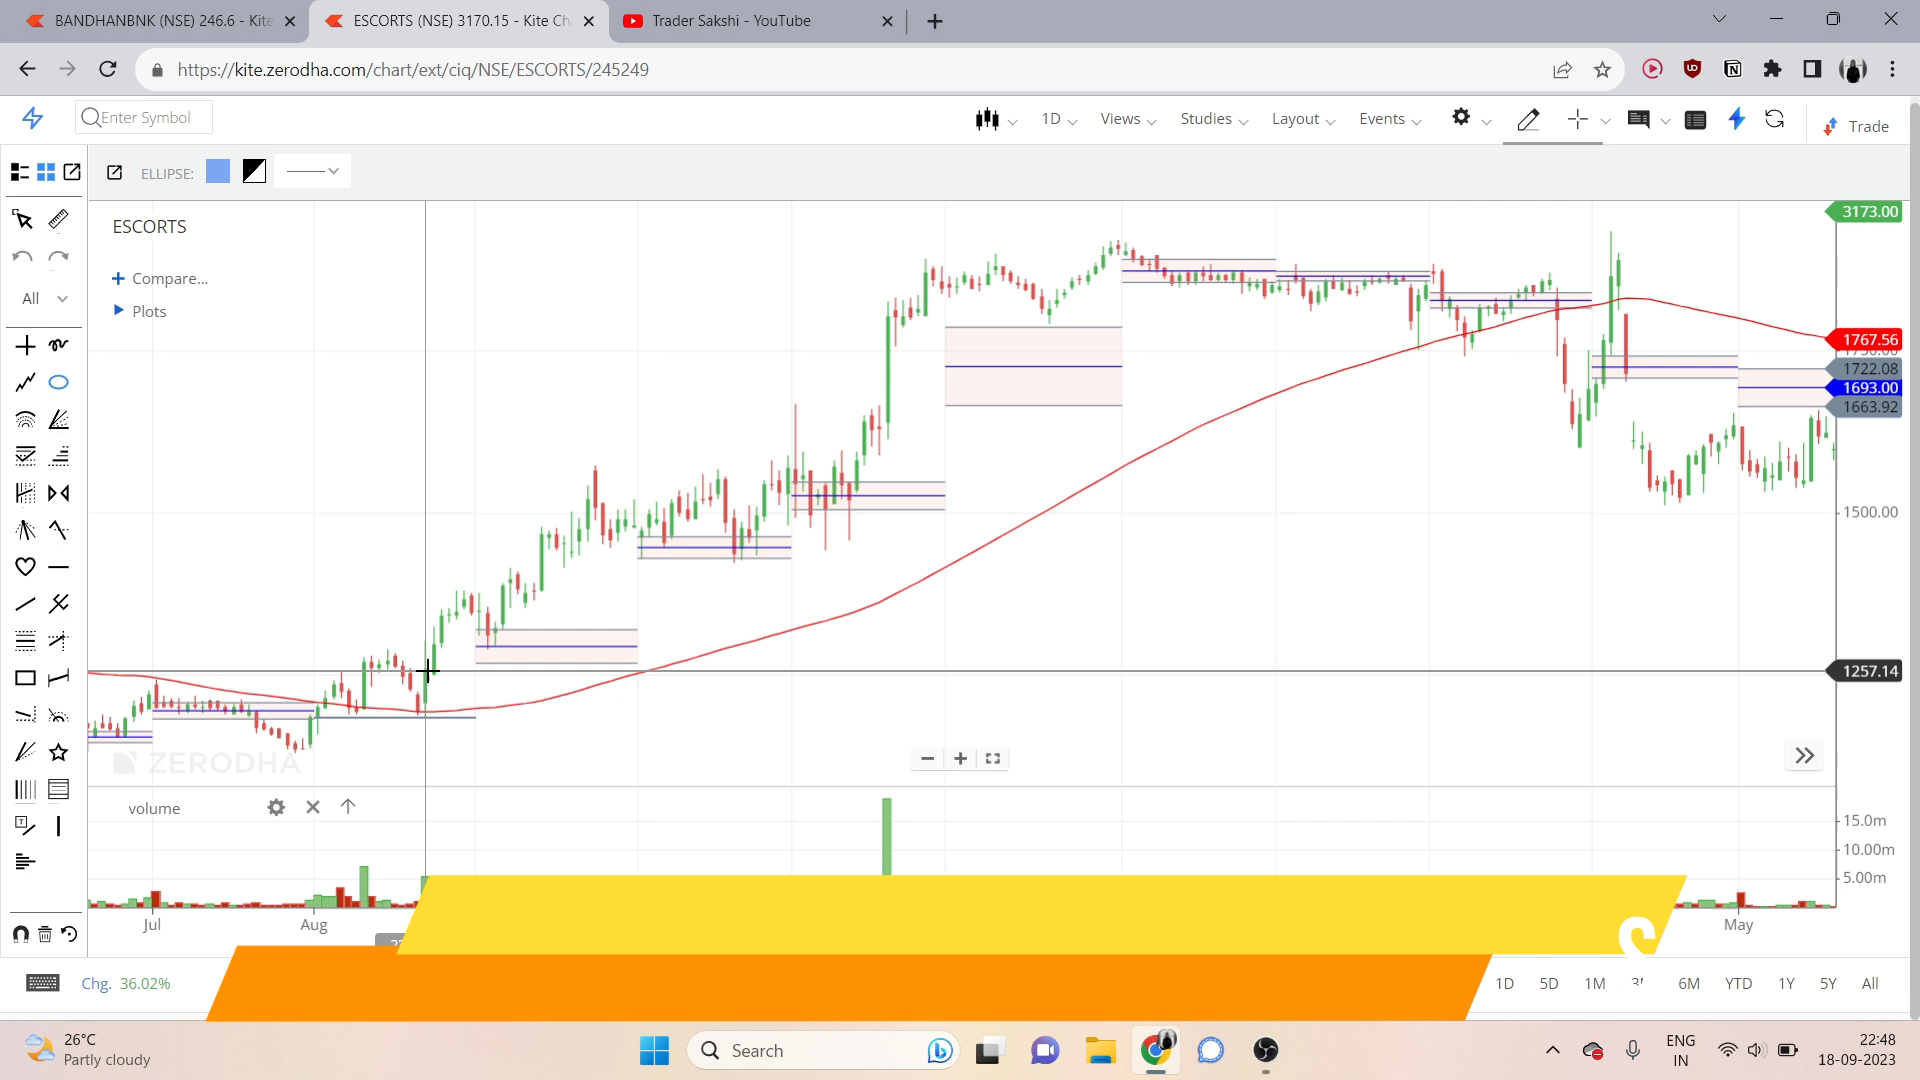 BANDHANBNK (NSE) 246.6 - Kite
ESCORTS (NSE) 3170.15 - Kite Ch
Trader Sakshi - YouTube
https://kite.zerodha.com/chart/ext/ciq/NSE/ESCORTS/245249
Enter Symbol
1D
Views
Studies
Layout
Events
Trade
ELLIPSE:
ESCORTS
Compare...
Plots
All
3173.00
1767.56
1750.00
1722.08
1693.00
1663.92
1500.00
1257.14
ZERODHA
volume
15.0m
10.00m
5.00m
Jul
Aug
May
Chg. 36.02%
1D 5D 1M 6M YTD 1Y 5Y All
26°C
Partly cloudy
Search
ENG
IN
22:48
18-09-2023